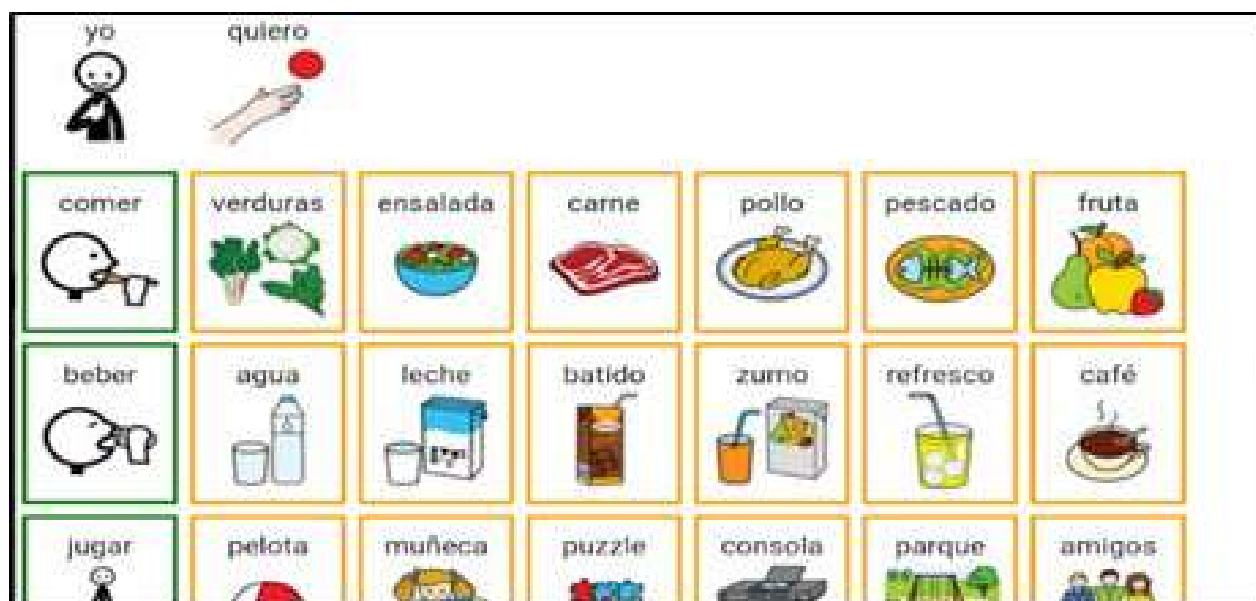 yo quiero
comer verduras ensalada carne pollo pescado fruta
beber agua leche batido zumo refresco café
jugar pelota muñeca puzzle consola parque amigos